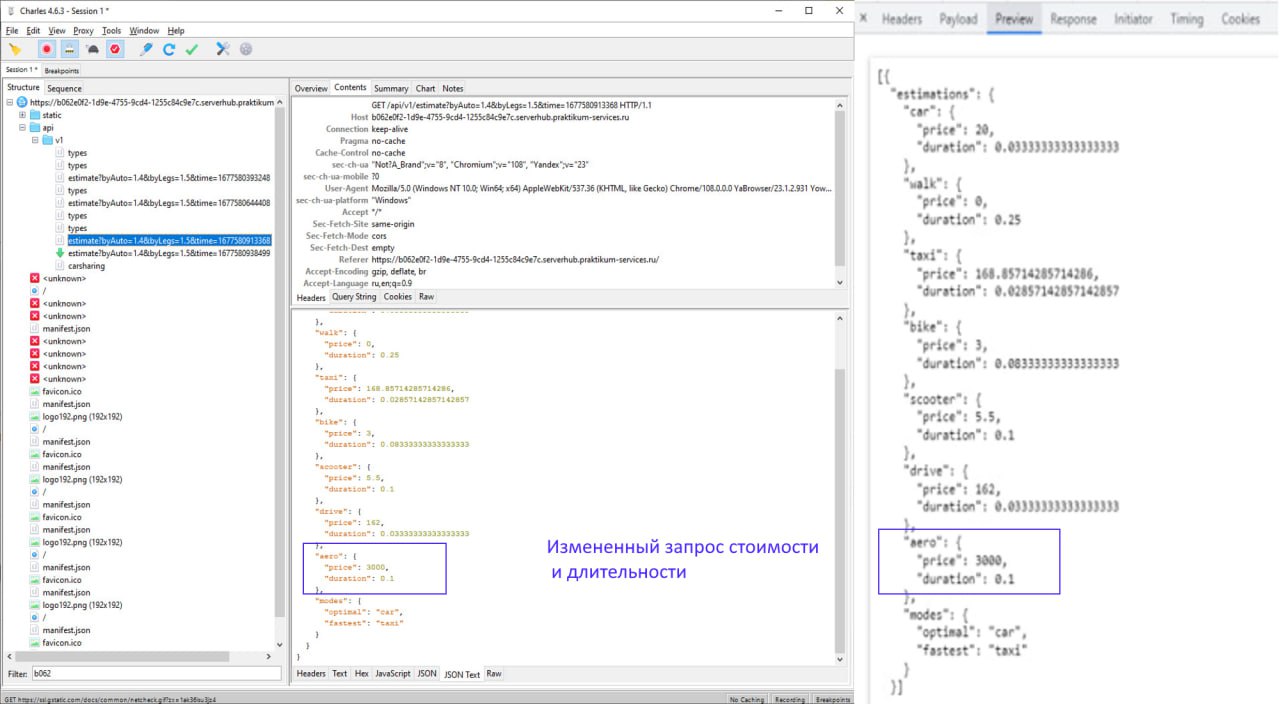 Charles 4.6.3 - Session 1 *
File Edit View Proxy Tools Window Help
Session 1 * Breakpoints
Structure Sequence
https://b062e0f2-1d9e-4755-9cd4-1255c84c9e7c.serverhub.praktikum
static
api
v1
types
types
estimate?byAuto=1.4&byLegs=1.5&time=1677580393248
types
estimate?byAuto=1.4&byLegs=1.5&time=1677580644408
types
types
estimate?byAuto=1.4&byLegs=1.5&time=1677580913368
estimate?byAuto=1.4&byLegs=1.5&time=1677580938499
carsharing
<unknown>
/
<unknown>
<unknown>
manifest.json
<unknown>
<unknown>
<unknown>
<unknown>
favicon.ico
manifest.json
logo192.png (192x192)
/
manifest.json
favicon.ico
manifest.json
logo192.png (192x192)
/
manifest.json
favicon.ico
manifest.json
logo192.png (192x192)
/
manifest.json
favicon.ico
manifest.json
logo192.png (192x192)
/
manifest.json
favicon.ico
Filter: b062
Overview Contents Summary Chart Notes
GET /api/v1/estimate?byAuto=1.4&byLegs=1.5&time=1677580913368 HTTP/1.1
Host b062e0f2-1d9e-4755-9cd4-1255c84c9e7c.serverhub.praktikum-services.ru
Connection keep-alive
Pragma no-cache
Cache-Control no-cache
sec-ch-ua "Not?A_Brand";v="8", "Chromium";v="108", "Yandex";v="23"
sec-ch-ua-mobile ?0
User-Agent Mozilla/5.0 (Windows NT 10.0; Win64; x64) AppleWebKit/537.36 (KHTML, like Gecko) Chrome/108.0.0.0 YaBrowser/23.1.2.931 Yow...
sec-ch-ua-platform "Windows"
Accept */*
Sec-Fetch-Site same-origin
Sec-Fetch-Mode cors
Sec-Fetch-Dest empty
Referer https://b062e0f2-1d9e-4755-9cd4-1255c84c9e7c.serverhub.praktikum-services.ru/
Accept-Encoding gzip, deflate, br
Accept-Language ru,en;q=0.9
Headers Query String Cookies Raw
},
"walk": {
"price": 0,
"duration": 0.25
},
"taxi": {
"price": 168.85714285714286,
"duration": 0.02857142857142857
},
"bike": {
"price": 3,
"duration": 0.08333333333333333
},
"scooter": {
"price": 5.5,
"duration": 0.1
},
"drive": {
"price": 162,
"duration": 0.03333333333333333
},
"aero": {
"price": 3000,
"duration": 0.1
},
"modes": {
"optimal": "car",
"fastest": "taxi"
}
}
}
Headers Text Hex JavaScript JSON JSON Text Raw
Измененный запрос стоимости
и длительности
GET https://ssl.gstatic.com/docs/common/netcheck.gif?zx=1ak36su3jz4
No Caching Recording Breakpoints
× Headers Payload Preview Response Initiator Timing Cookies
[{
"estimations": {
"car": {
"price": 20,
"duration": 0.03333333333333333
},
"walk": {
"price": 0,
"duration": 0.25
},
"taxi": {
"price": 168.85714285714286,
"duration": 0.02857142857142857
},
"bike": {
"price": 3,
"duration": 0.08333333333333333
},
"scooter": {
"price": 5.5,
"duration": 0.1
},
"drive": {
"price": 162,
"duration": 0.03333333333333333
},
"aero": {
"price": 3000,
"duration": 0.1
},
"modes": {
"optimal": "car",
"fastest": "taxi"
}
}]